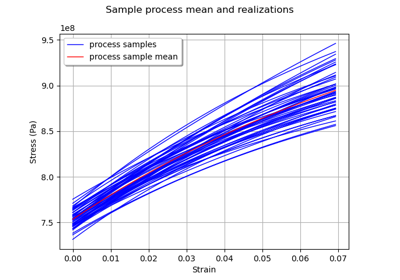 Sample process mean and realizations
1e8
process samples
process sample mean
9.5
9.0
8.5
8.0
7.5
Stress (Pa)
0.00 0.01 0.02 0.03 0.04 0.05 0.06 0.07
Strain